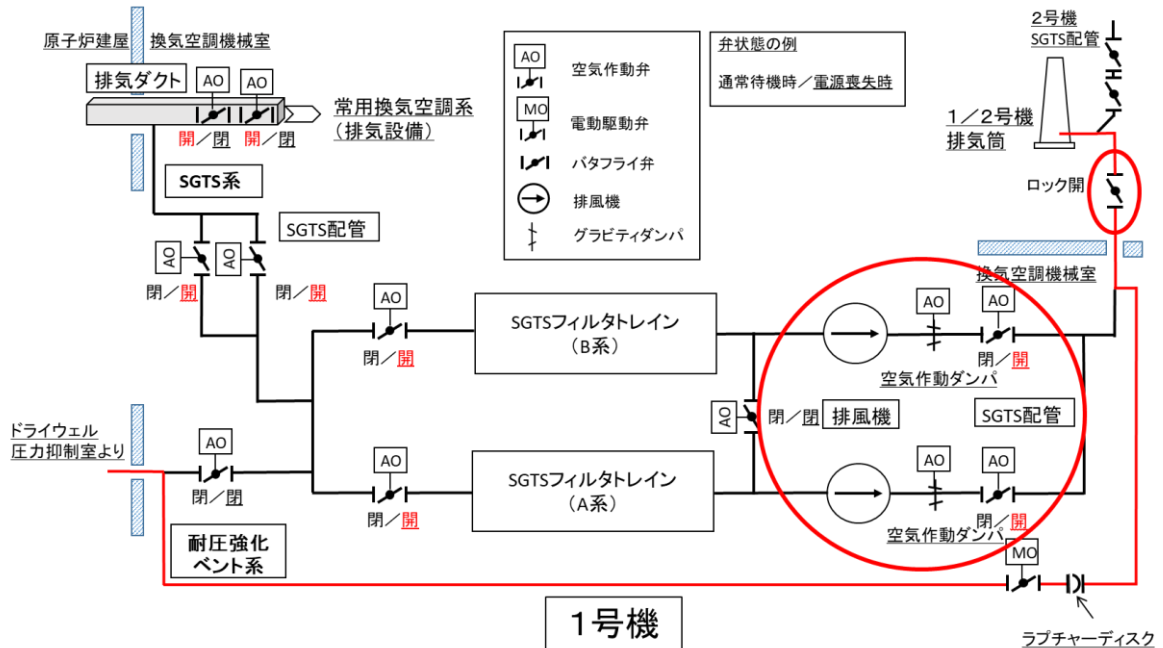 原子炉建屋
換気空調機械室
排気ダクト
AO
AO
開／閉
開／閉
常用換気空調系
（排気設備）
AO
空気作動弁
MO
電動駆動弁
バタフライ弁
排風機
グラビティダンパ
弁状態の例
通常待機時／電源喪失時
2号機
SGTS配管
1／2号機
排気筒
ロック開
SGTS系
SGTS配管
AO
AO
閉／開
閉／開
換気空調機械室
AO
閉／開
SGTSフィルタトレイン
（B系）
AO
AO
閉／開
空気作動ダンパ
AO
閉／閉
排風機
SGTS配管
ドライウェル
圧力抑制室より
AO
閉／閉
AO
閉／開
SGTSフィルタトレイン
（A系）
AO
AO
閉／開
空気作動ダンパ
耐圧強化
ベント系
MO
1号機
ラプチャーディスク